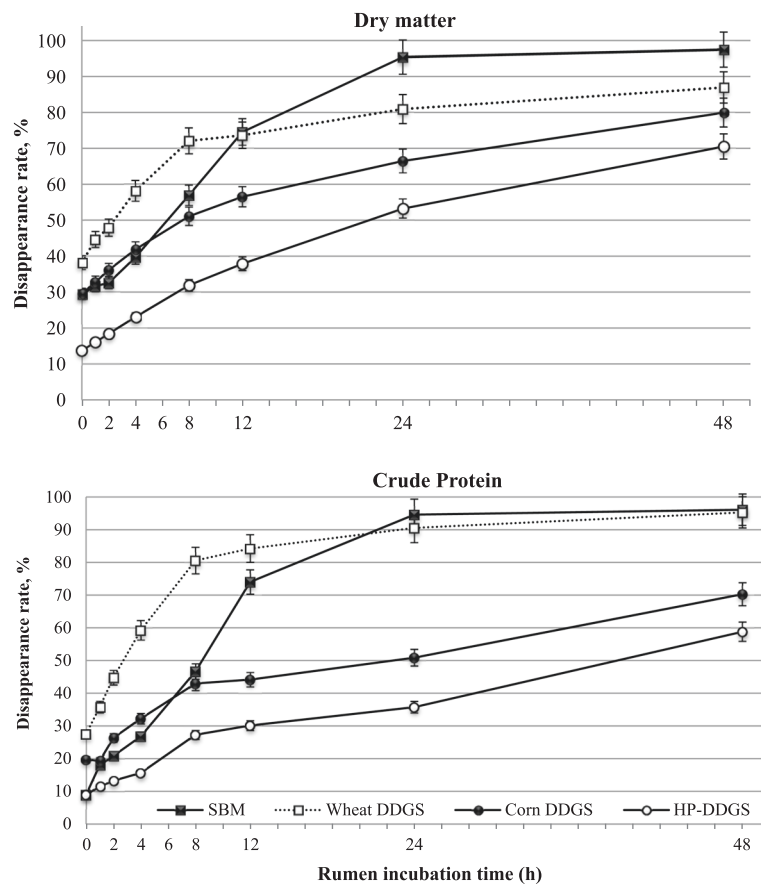 Dry matter
100
90
80
70
60
50
40
30
20
10
0
Disappearance rate, %
0 2 4 6 8 12 24 48
Crude Protein
100
90
80
70
60
50
40
30
20
10
0
Disappearance rate, %
SBM Wheat DDGS Corn DDGS HP-DDGS
0 2 4 6 8 12 24 48
Rumen incubation time (h)